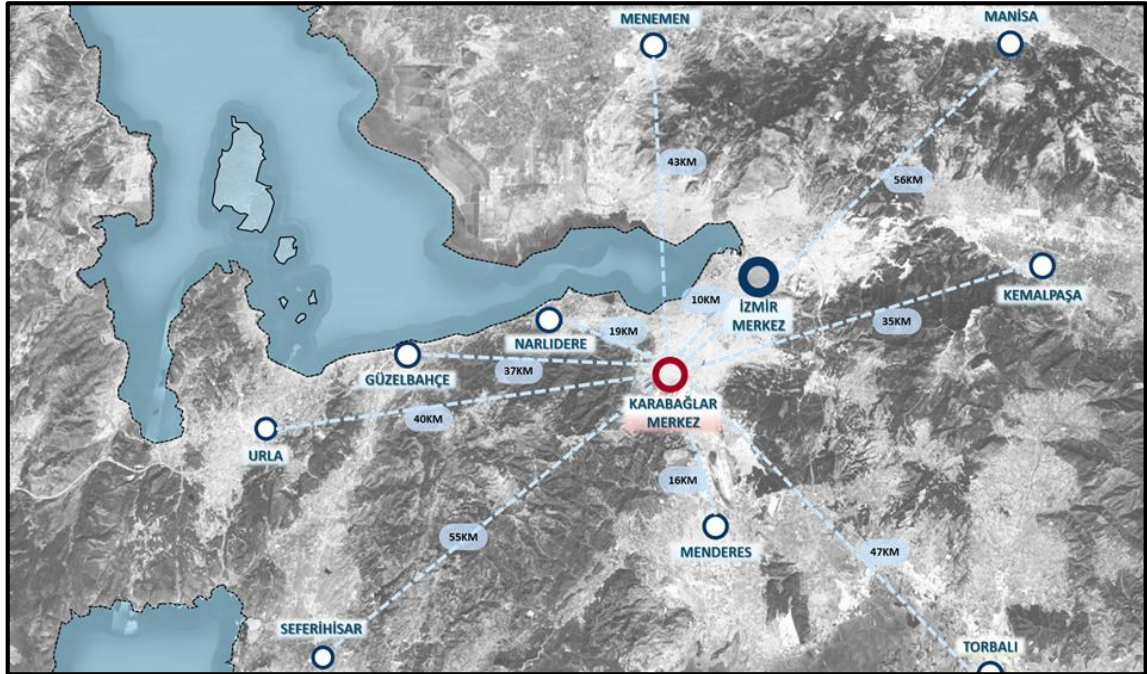 MENEMEN
MANİSA
43KM
56KM
10KM
İZMİR
MERKEZ
KEMALPAŞA
35KM
NARLIDERE
19KM
GÜZELBAHÇE
37KM
KARABAĞLAR
MERKEZ
40KM
URLA
16KM
55KM
MENDERES
47KM
SEFERİHİSAR
TORBALI